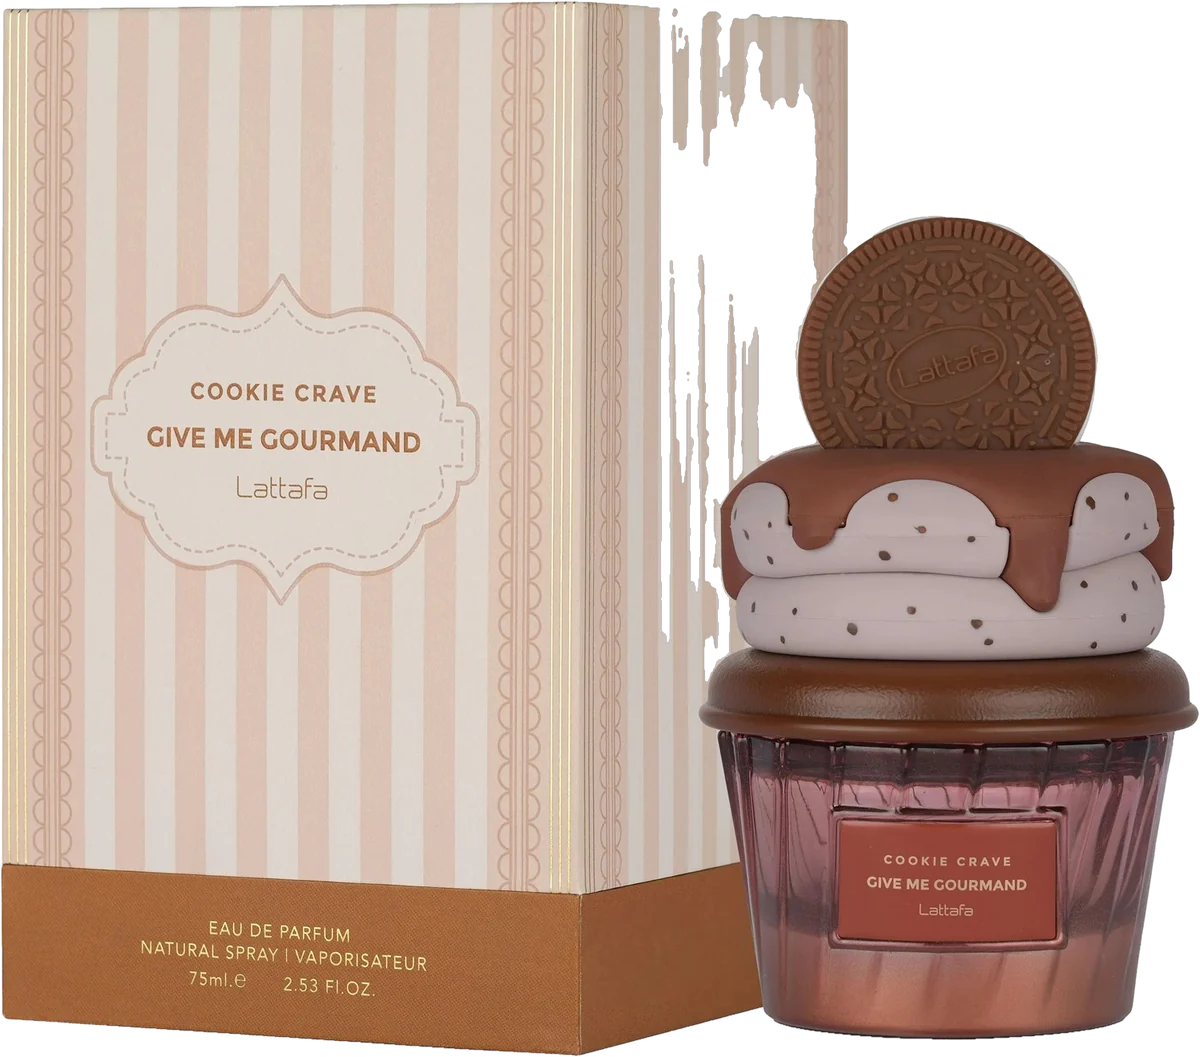 COOKIE CRAVE
GIVE ME GOURMAND
Lattafa
EAU DE PARFUM
NATURAL SPRAY | VAPORISATEUR
75ml.℮ 2.53 Fl.OZ.
Lattafa
COOKIE CRAVE
GIVE ME GOURMAND
Lattafa